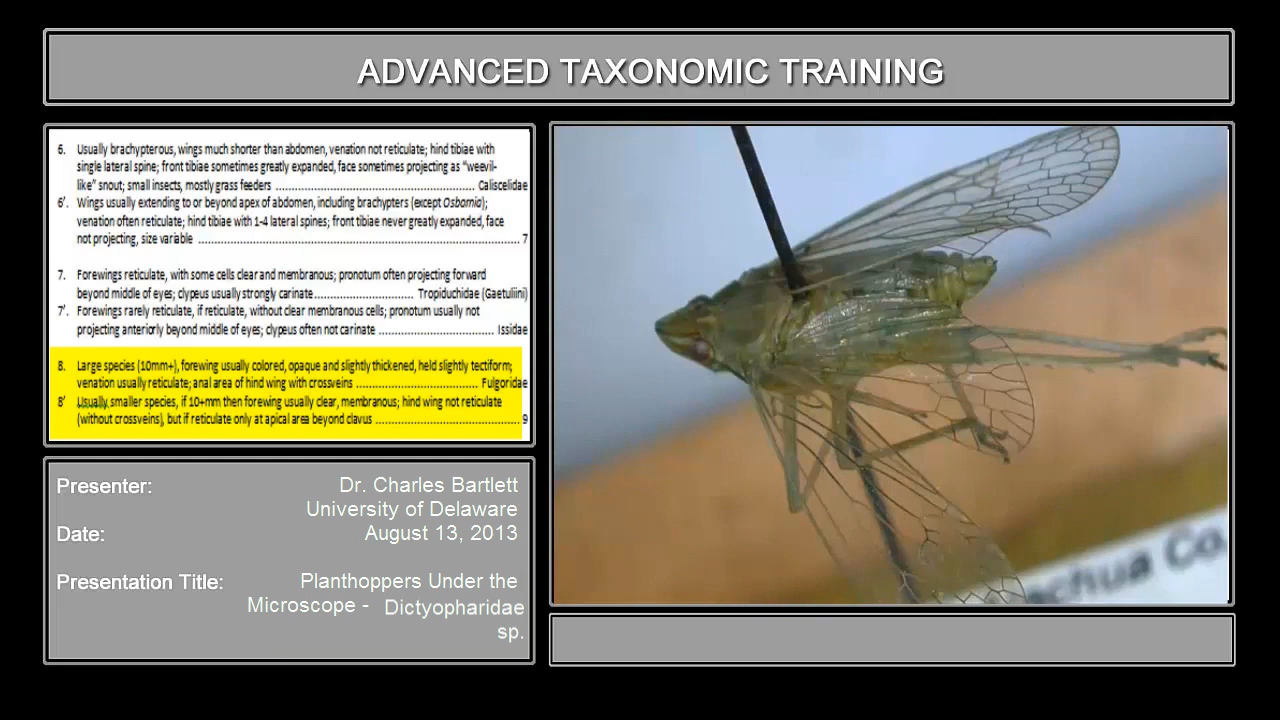 ADVANCED TAXONOMIC TRAINING
6. Usually brachypterous, wings much shorter than abdomen, venation not reticulate; hind tibiae with
single lateral spine; front tibiae sometimes greatly expanded, face sometimes projecting as "weevil-
like" snout; small insects, mostly grass feeders ........................................................ Caliscelidae
6'. Wings usually extending to or beyond apex of abdomen, including brachypters (except Osbornia);
venation often reticulate; hind tibiae with 1-4 lateral spines; front tibiae never greatly expanded, face
not projecting, size variable ........................................................................................ 7
7. Forewings reticulate, with some cells clear and membranous; pronotum often projecting forward
beyond middle of eyes; clypeus usually strongly carinate........................... Tropiduchidae (Gaetuliini)
7'. Forewings rarely reticulate, if reticulate, without clear membranous cells; pronotum usually not
projecting anteriorly beyond middle of eyes; clypeus often not carinate ................................ Issidae
8. Large species (10mm+), forewing usually colored, opaque and slightly thickened, held slightly tectiform;
venation usually reticulate; anal area of hind wing with crossveins ................................. Fulgoridae
8' Usually smaller species, if 10+mm then forewing usually clear, membranous; hind wing not reticulate
(without crossveins), but if reticulate only at apical area beyond clavus ........................................ 9
Presenter: Dr. Charles Bartlett
University of Delaware
Date: August 13, 2013
Presentation Title: Planthoppers Under the
Microscope - Dictyopharidae
sp.
achua Co.